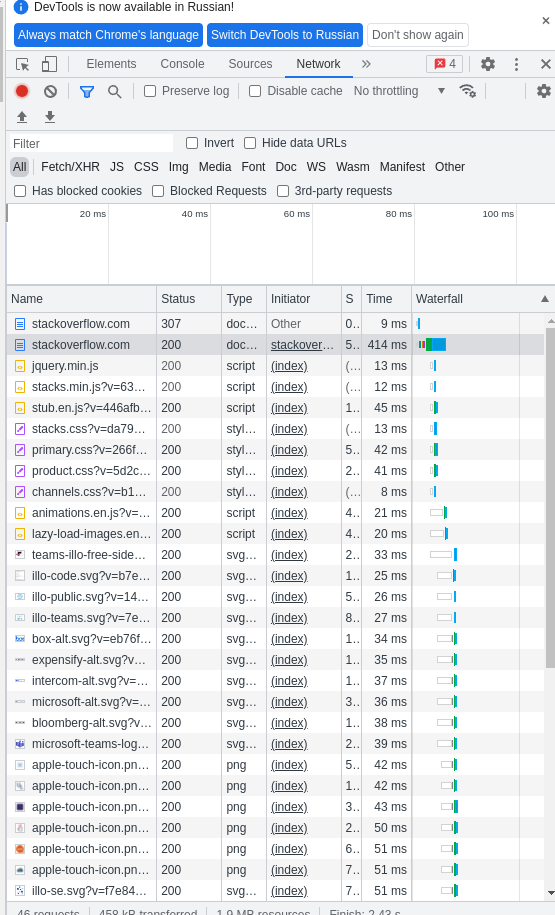 DevTools is now available in Russian!
Always match Chrome's language Switch DevTools to Russian Don't show again
Elements Console Sources Network 4
Preserve log Disable cache No throttling
Filter Invert Hide data URLs
All Fetch/XHR JS CSS Img Media Font Doc WS Wasm Manifest Other
Has blocked cookies Blocked Requests 3rd-party requests
20 ms 40 ms 60 ms 80 ms 100 ms
Name Status Type Initiator S Time Waterfall
stackoverflow.com 307 doc… Other 0.. 9 ms
stackoverflow.com 200 doc… stackover… 5.. 414 ms
jquery.min.js 200 script (index) (… 13 ms
stacks.min.js?v=63… 200 script (index) (… 12 ms
stub.en.js?v=446afb… 200 script (index) 1.. 45 ms
stacks.css?v=da79… 200 styl… (index) (… 13 ms
primary.css?v=266f… 200 styl… (index) 5.. 42 ms
product.css?v=5d2c… 200 styl… (index) 2.. 41 ms
channels.css?v=b1… 200 styl… (index) (… 8 ms
animations.en.js?v=… 200 script (index) 4.. 21 ms
lazy-load-images.en… 200 script (index) 4.. 20 ms
teams-illo-free-side… 200 svg… (index) 2.. 33 ms
illo-code.svg?v=b7e… 200 svg… (index) 1.. 25 ms
illo-public.svg?v=14… 200 svg… (index) 5.. 26 ms
illo-teams.svg?v=7e… 200 svg… (index) 8.. 27 ms
box-alt.svg?v=eb76f… 200 svg… (index) 1.. 34 ms
expensify-alt.svg?v… 200 svg… (index) 1.. 35 ms
intercom-alt.svg?v=… 200 svg… (index) 1.. 37 ms
microsoft-alt.svg?v=… 200 svg… (index) 3.. 36 ms
bloomberg-alt.svg?v… 200 svg… (index) 1.. 38 ms
microsoft-teams-log… 200 svg… (index) 2.. 39 ms
apple-touch-icon.pn… 200 png (index) 5.. 42 ms
apple-touch-icon.pn… 200 png (index) 1.. 42 ms
apple-touch-icon.pn… 200 png (index) 3.. 43 ms
apple-touch-icon.pn… 200 png (index) 2.. 50 ms
apple-touch-icon.pn… 200 png (index) 6.. 51 ms
apple-touch-icon.pn… 200 png (index) 7.. 51 ms
illo-se.svg?v=f7e84… 200 svg… (index) 7.. 51 ms
46 requests 458 kB transferred 1.9 MB resources Finish: 2.43 s